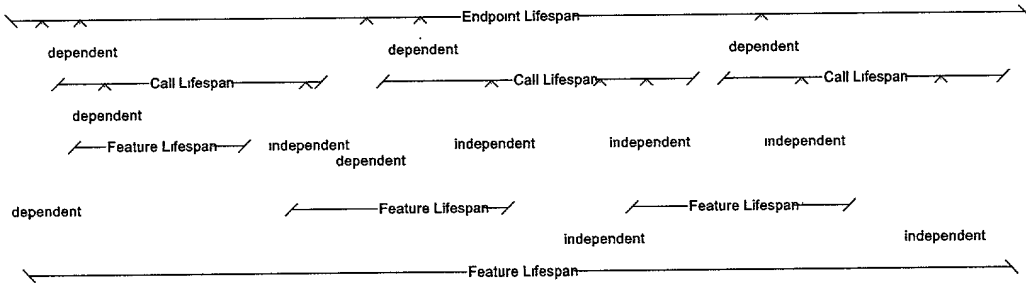 Endpoint Lifespan
dependent dependent dependent
Call Lifespan Call Lifespan Call Lifespan
dependent
Feature Lifespan independent independent independent independent
dependent
dependent Feature Lifespan Feature Lifespan
independent independent
Feature Lifespan